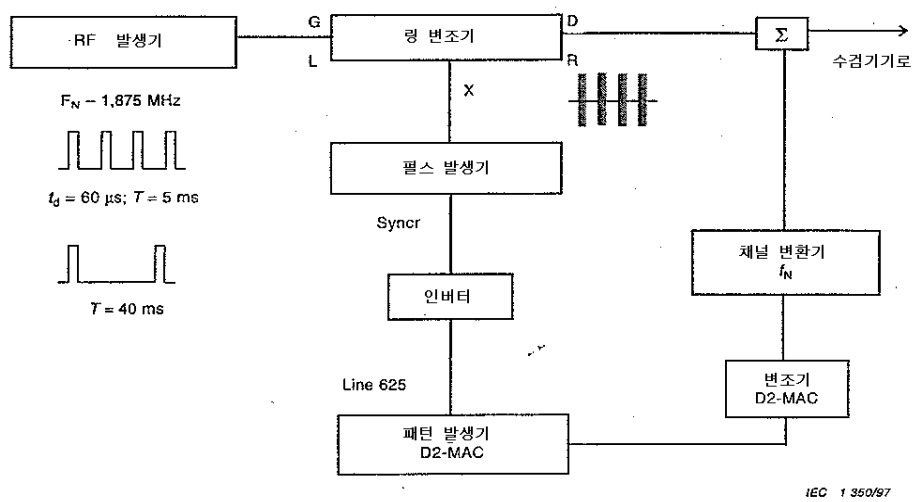 RF 발생기
G
링 변조기
D
Σ
L
R
수검기기로
X
F_N – 1,875 MHz
펄스 발생기
t_d = 60 μs; T = 5 ms
Syncr
채널 변환기
f_N
인버터
T = 40 ms
변조기
D2-MAC
Line 625
패턴 발생기
D2-MAC
IEC 1 350/97